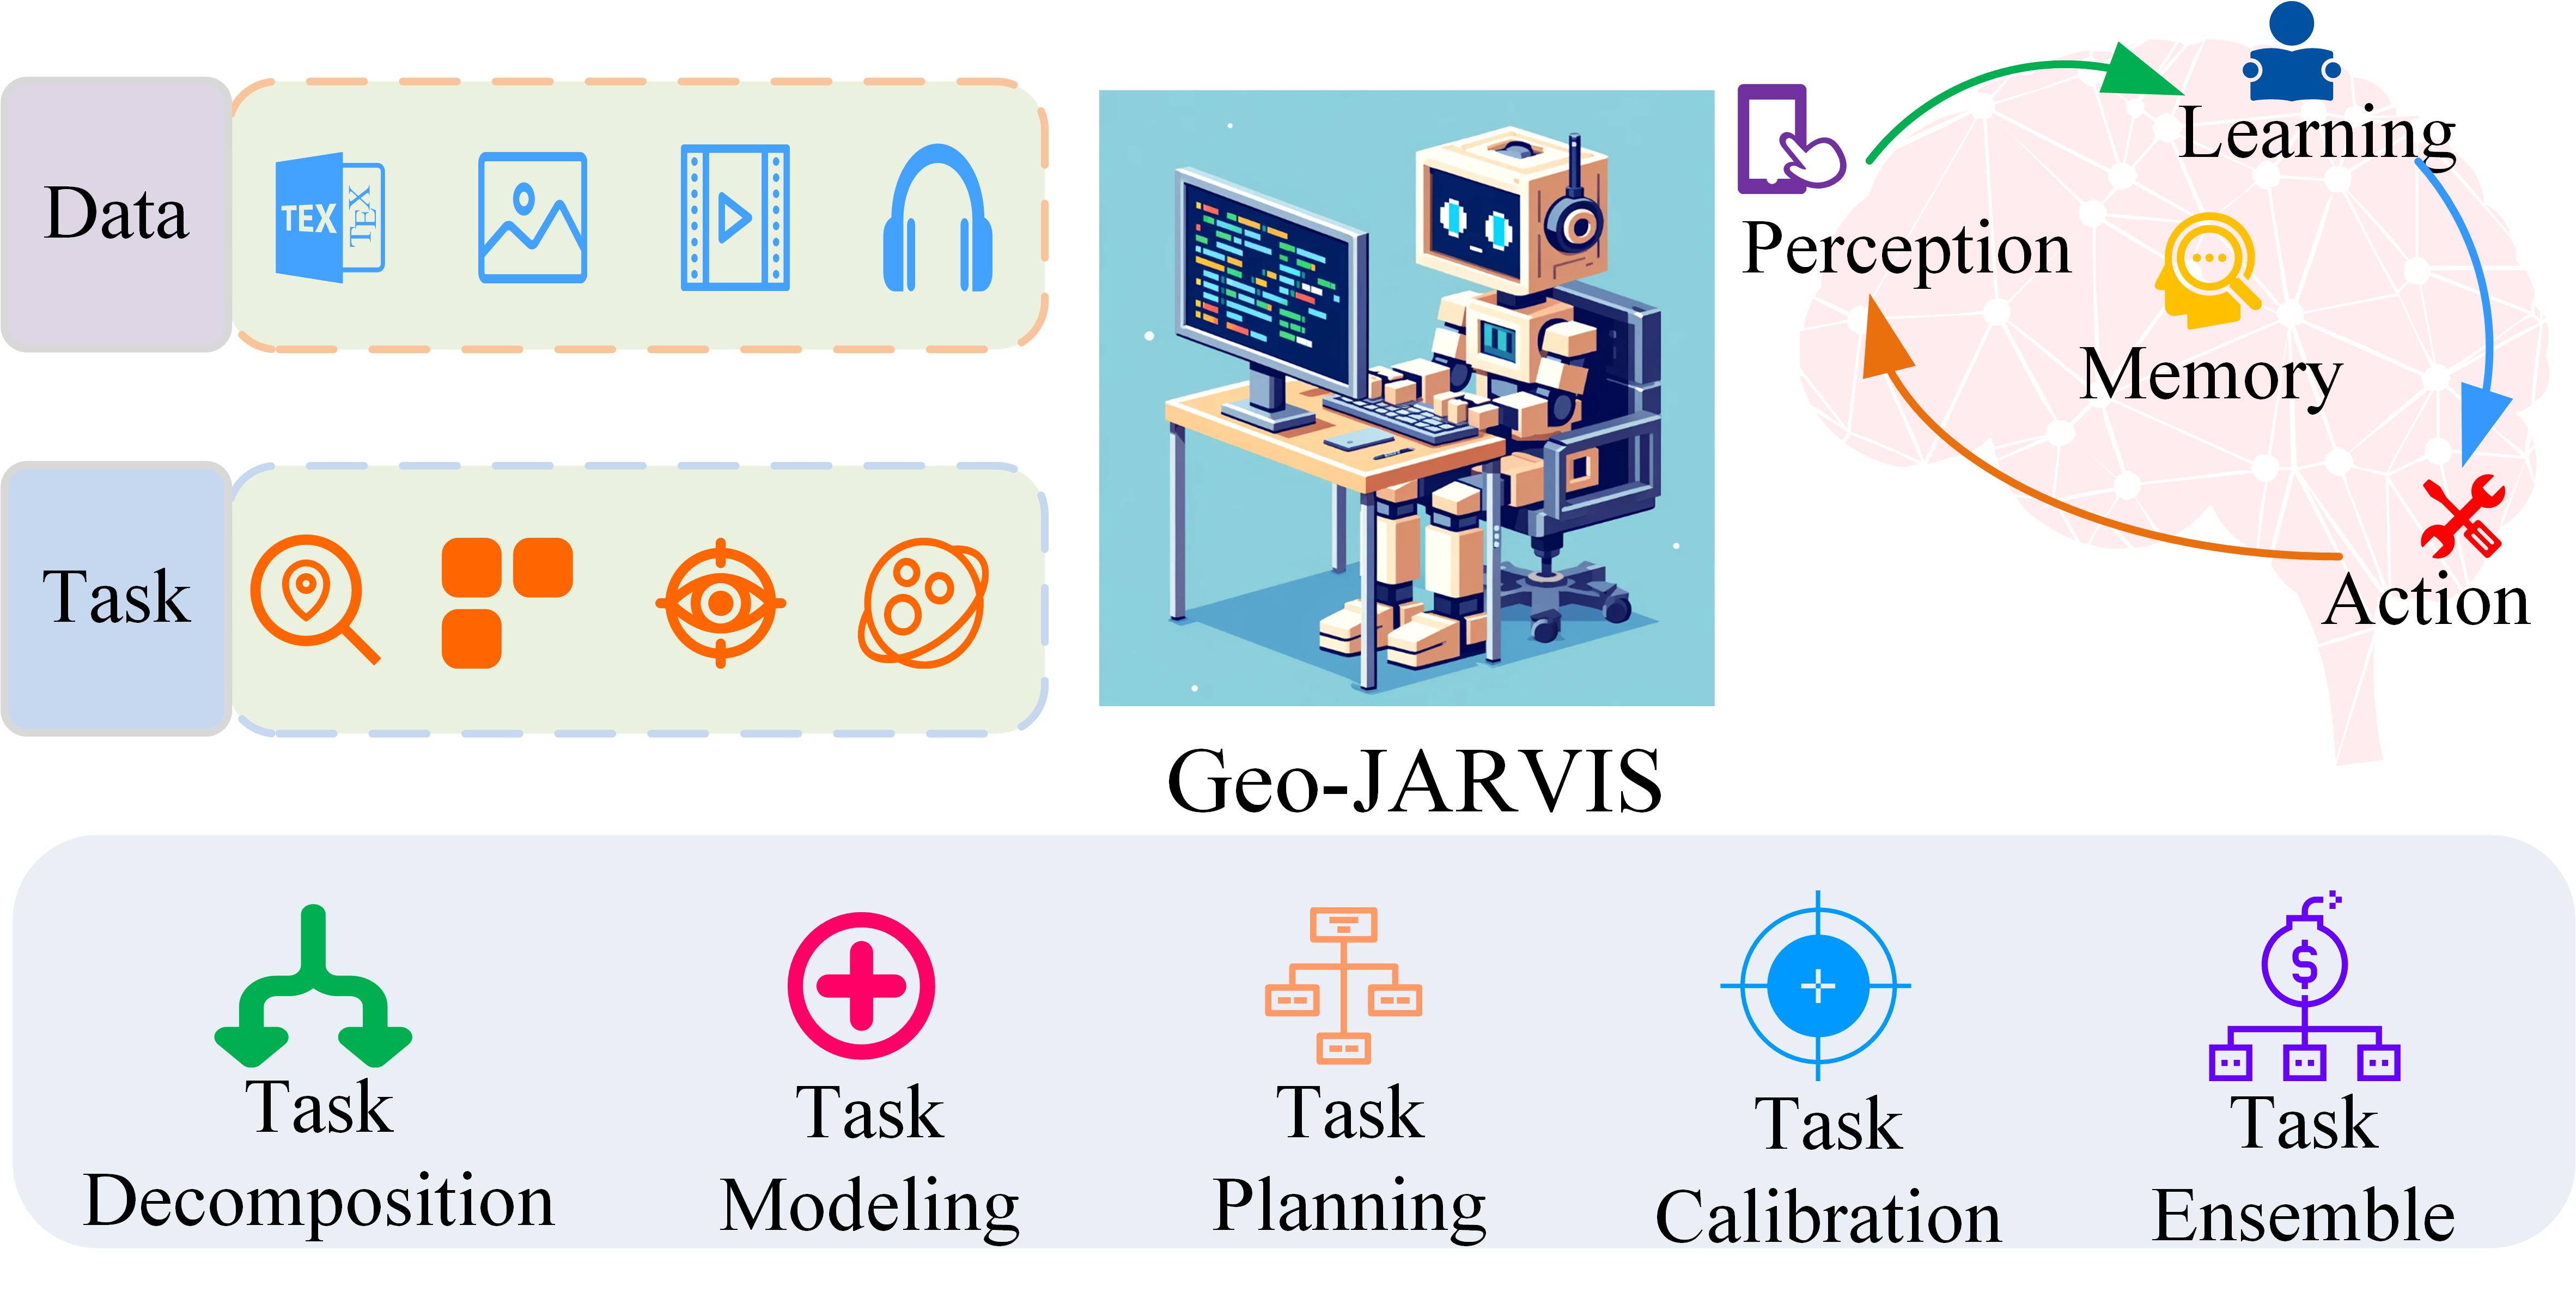 Data
TEX
TEX
Task
Geo-JARVIS
Learning
Perception
Memory
Action
Task
Decomposition
Task
Modeling
Task
Planning
Task
Calibration
$
Task
Ensemble